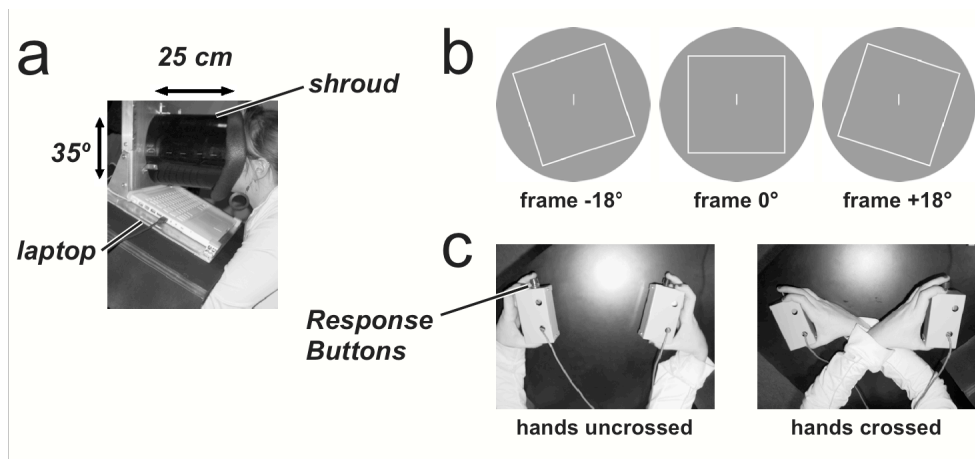 a
25 cm
shroud
35º
laptop
b
frame -18°
frame 0°
frame +18°
c
Response
Buttons
hands uncrossed
hands crossed